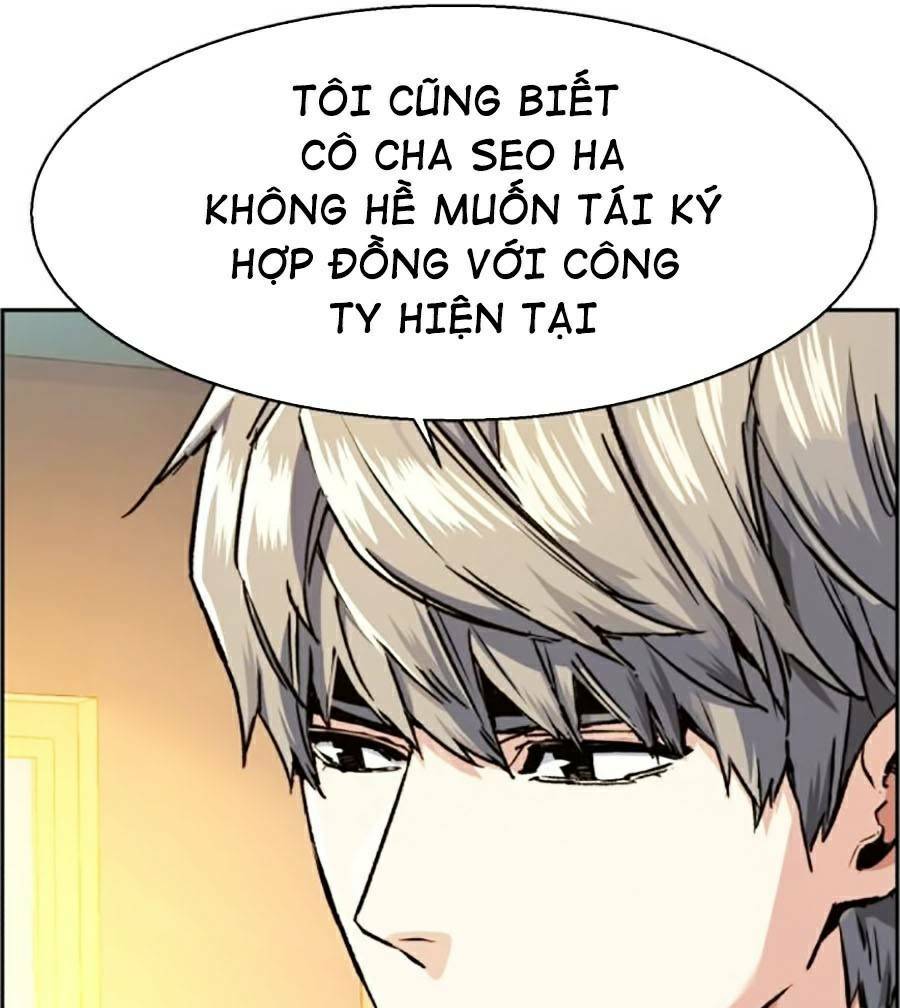 TÔI CŨNG BIẾT
CÔ CHA SEO HA
KHÔNG HỀ MUỐN TÁI KÝ
HỢP ĐỒNG VỚI CÔNG
TY HIỆN TẠI